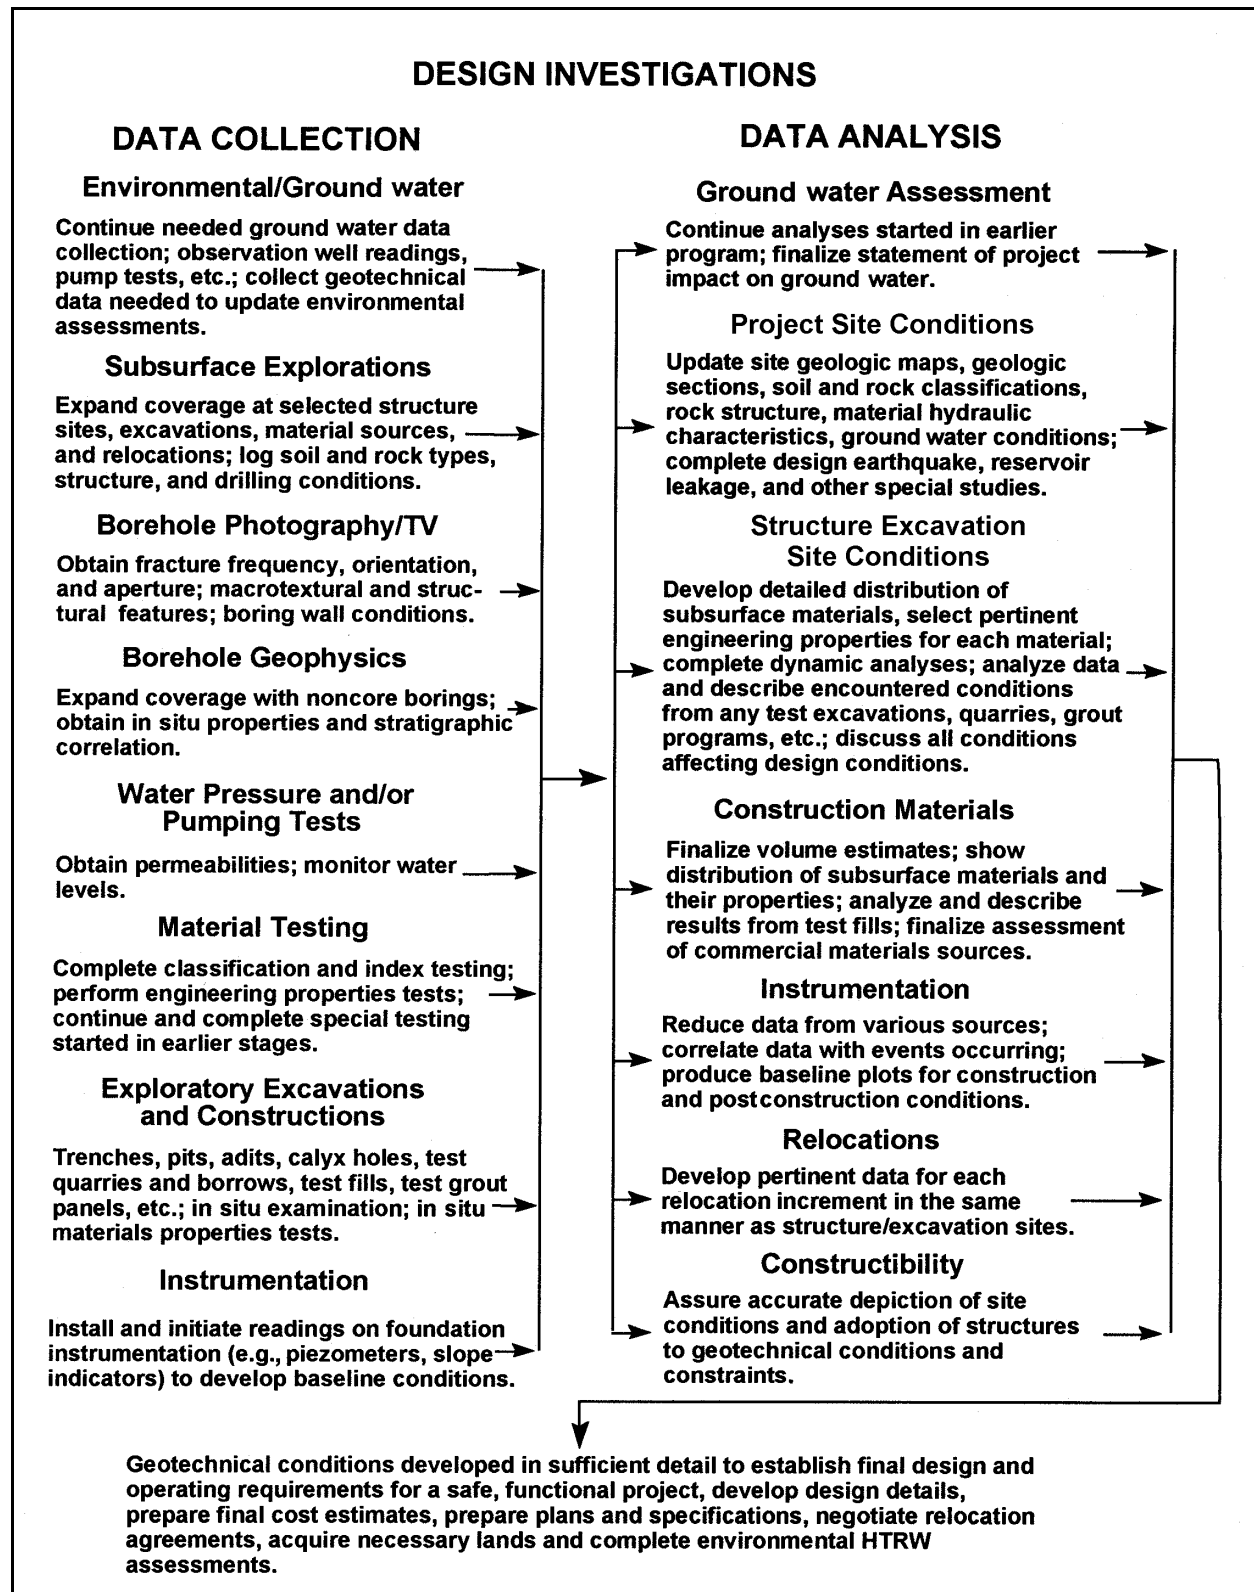 DESIGN INVESTIGATIONS
DATA COLLECTION
Environmental/Ground water
Continue needed ground water data
collection; observation well readings,
pump tests, etc.; collect geotechnical
data needed to update environmental
assessments.
Subsurface Explorations
Expand coverage at selected structure
sites, excavations, material sources,
and relocations; log soil and rock types,
structure, and drilling conditions.
Borehole Photography/TV
Obtain fracture frequency, orientation,
and aperture; macrotextural and struc-
tural features; boring wall conditions.
Borehole Geophysics
Expand coverage with noncore borings;
obtain in situ properties and stratigraphic
correlation.
Water Pressure and/or
Pumping Tests
Obtain permeabilities; monitor water
levels.
Material Testing
Complete classification and index testing;
perform engineering properties tests;
continue and complete special testing
started in earlier stages.
Exploratory Excavations
and Constructions
Trenches, pits, adits, calyx holes, test
quarries and borrows, test fills, test grout
panels, etc.; in situ examination; in situ
materials properties tests.
Instrumentation
Install and initiate readings on foundation
instrumentation (e.g., piezometers, slope
indicators) to develop baseline conditions.
DATA ANALYSIS
Ground water Assessment
Continue analyses started in earlier
program; finalize statement of project
impact on ground water.
Project Site Conditions
Update site geologic maps, geologic
sections, soil and rock classifications,
rock structure, material hydraulic
characteristics, ground water conditions;
complete design earthquake, reservoir
leakage, and other special studies.
Structure Excavation
Site Conditions
Develop detailed distribution of
subsurface materials, select pertinent
engineering properties for each material;
complete dynamic analyses; analyze data
and describe encountered conditions
from any test excavations, quarries, grout
programs, etc.; discuss all conditions
affecting design conditions.
Construction Materials
Finalize volume estimates; show
distribution of subsurface materials and
their properties; analyze and describe
results from test fills; finalize assessment
of commercial materials sources.
Instrumentation
Reduce data from various sources;
correlate data with events occurring;
produce baseline plots for construction
and postconstruction conditions.
Relocations
Develop pertinent data for each
relocation increment in the same
manner as structure/excavation sites.
Constructibility
Assure accurate depiction of site
conditions and adoption of structures
to geotechnical conditions and
constraints.
Geotechnical conditions developed in sufficient detail to establish final design and
operating requirements for a safe, functional project, develop design details,
prepare final cost estimates, prepare plans and specifications, negotiate relocation
agreements, acquire necessary lands and complete environmental HTRW
assessments.